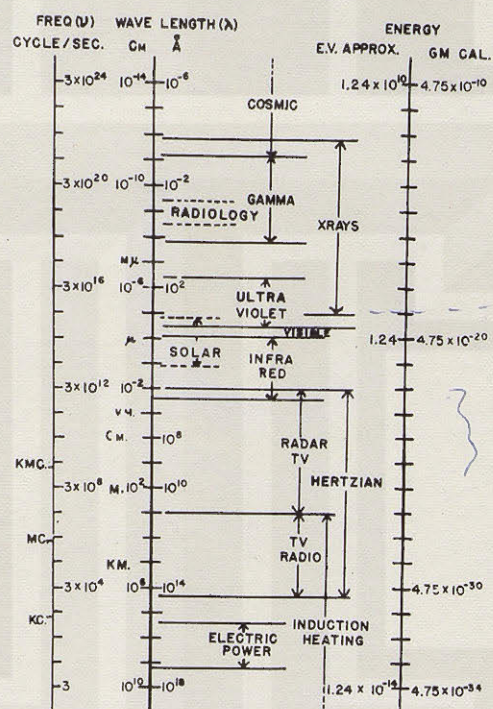 FREQ(υ) WAVE LENGTH(λ) ENERGY
CYCLE/SEC. CM Å E.V. APPROX. GM CAL.
3×10²⁴ 10⁻¹⁴ 10⁻⁶ 1.24 x 10¹⁰ 4.75x10⁻¹⁰
COSMIC
3×10²⁰ 10⁻¹⁰ 10⁻²
GAMMA
RADIOLOGY
XRAYS
Mμ
3×10¹⁶ 10⁻⁶ 10²
ULTRA
VIOLET
VISIBLE
μ 1.24 4.75×10⁻²⁰
SOLAR INFRA
RED
3×10¹² 10⁻²
CM. 10⁶
RADAR
TV
KMC.
HERTZIAN
3×10⁸ M. 10² 10¹⁰
MC.
TV
RADIO
KM.
3×10⁴ 10⁶ 10¹⁴ 4.75×10⁻³⁰
KC.
ELECTRIC INDUCTION
POWER HEATING
3 10¹⁰ 10¹⁸ 1.24 × 10⁻¹⁴ 4.75×10⁻³⁴